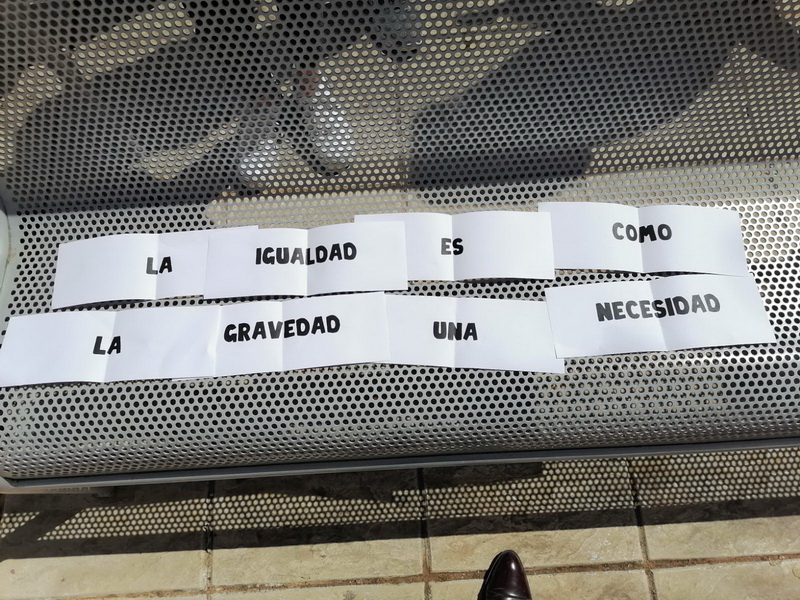 LA IGUALDAD ES COMO
LA GRAVEDAD UNA NECESIDAD